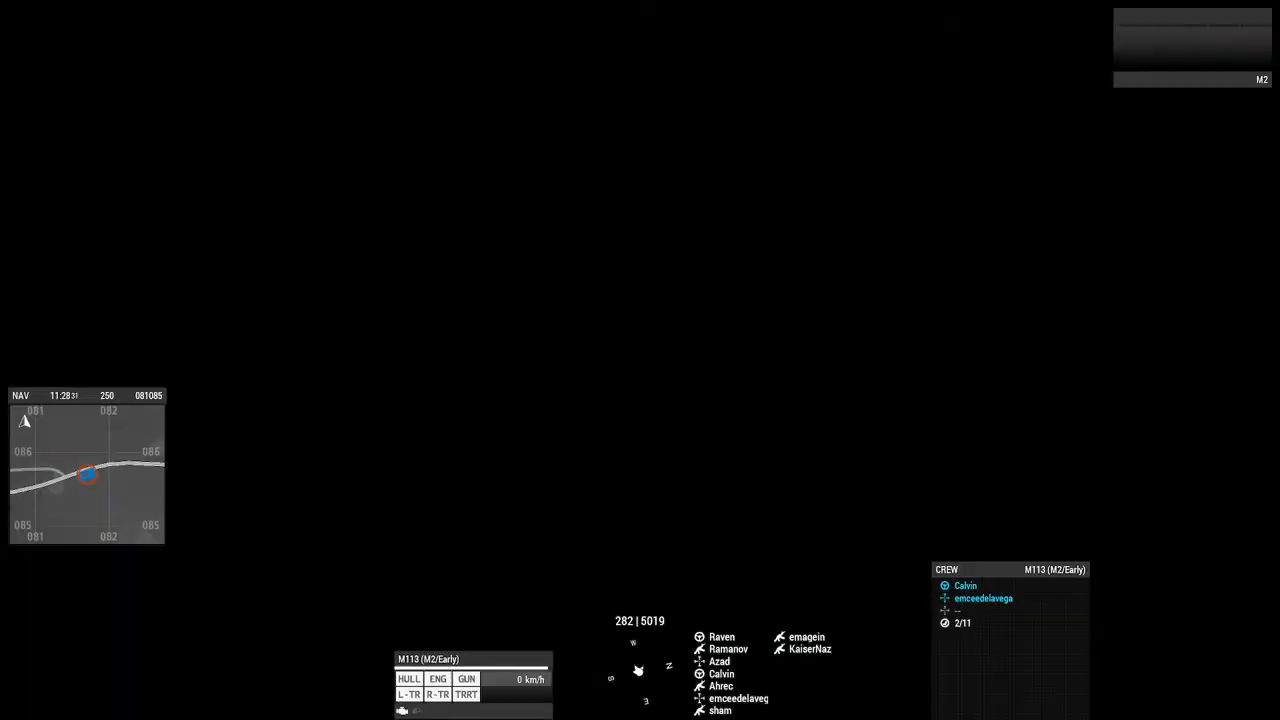 M2
NAV 11:28 31 250 081085
081 082
086 086
085 085
081 082
CREW M113 (M2/Early)
Calvin
emceedelavega
--
2/11
282 | 5019
W
N
S
E
Raven
Ramanov
Azad
Calvin
Ahrec
emceedelaveg
sham
emagein
KaiserNaz
M113 (M2/Early)
HULL ENG GUN 0 km/h
L-TR R-TR TRRT